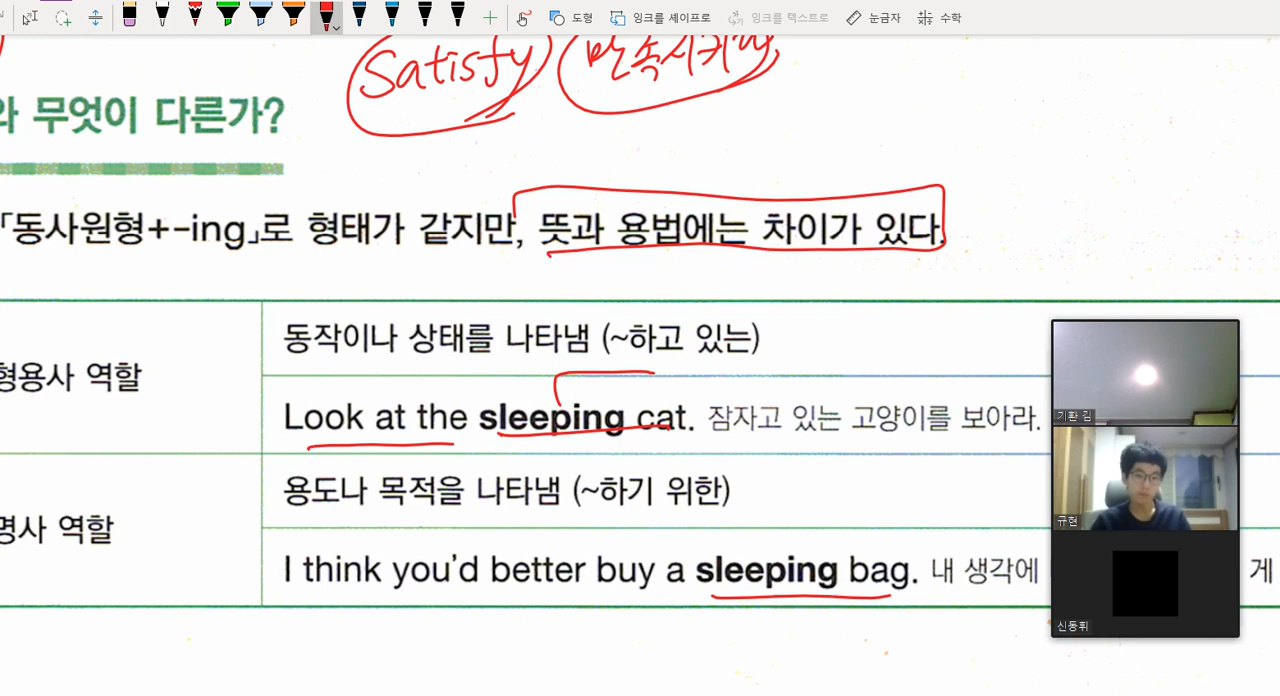 도형 잉크를 셰이프로 잉크를 텍스트로 눈금자 수학
Satisfy 만족시키다
와 무엇이 다른가?
「동사원형+-ing」로 형태가 같지만, 뜻과 용법에는 차이가 있다.
형용사 역할
동작이나 상태를 나타냄 (~하고 있는)
Look at the sleeping cat. 잠자고 있는 고양이를 보아라.
명사 역할
용도나 목적을 나타냄 (~하기 위한)
I think you'd better buy a sleeping bag. 내 생각에 게
기환 김
규현
신동휘